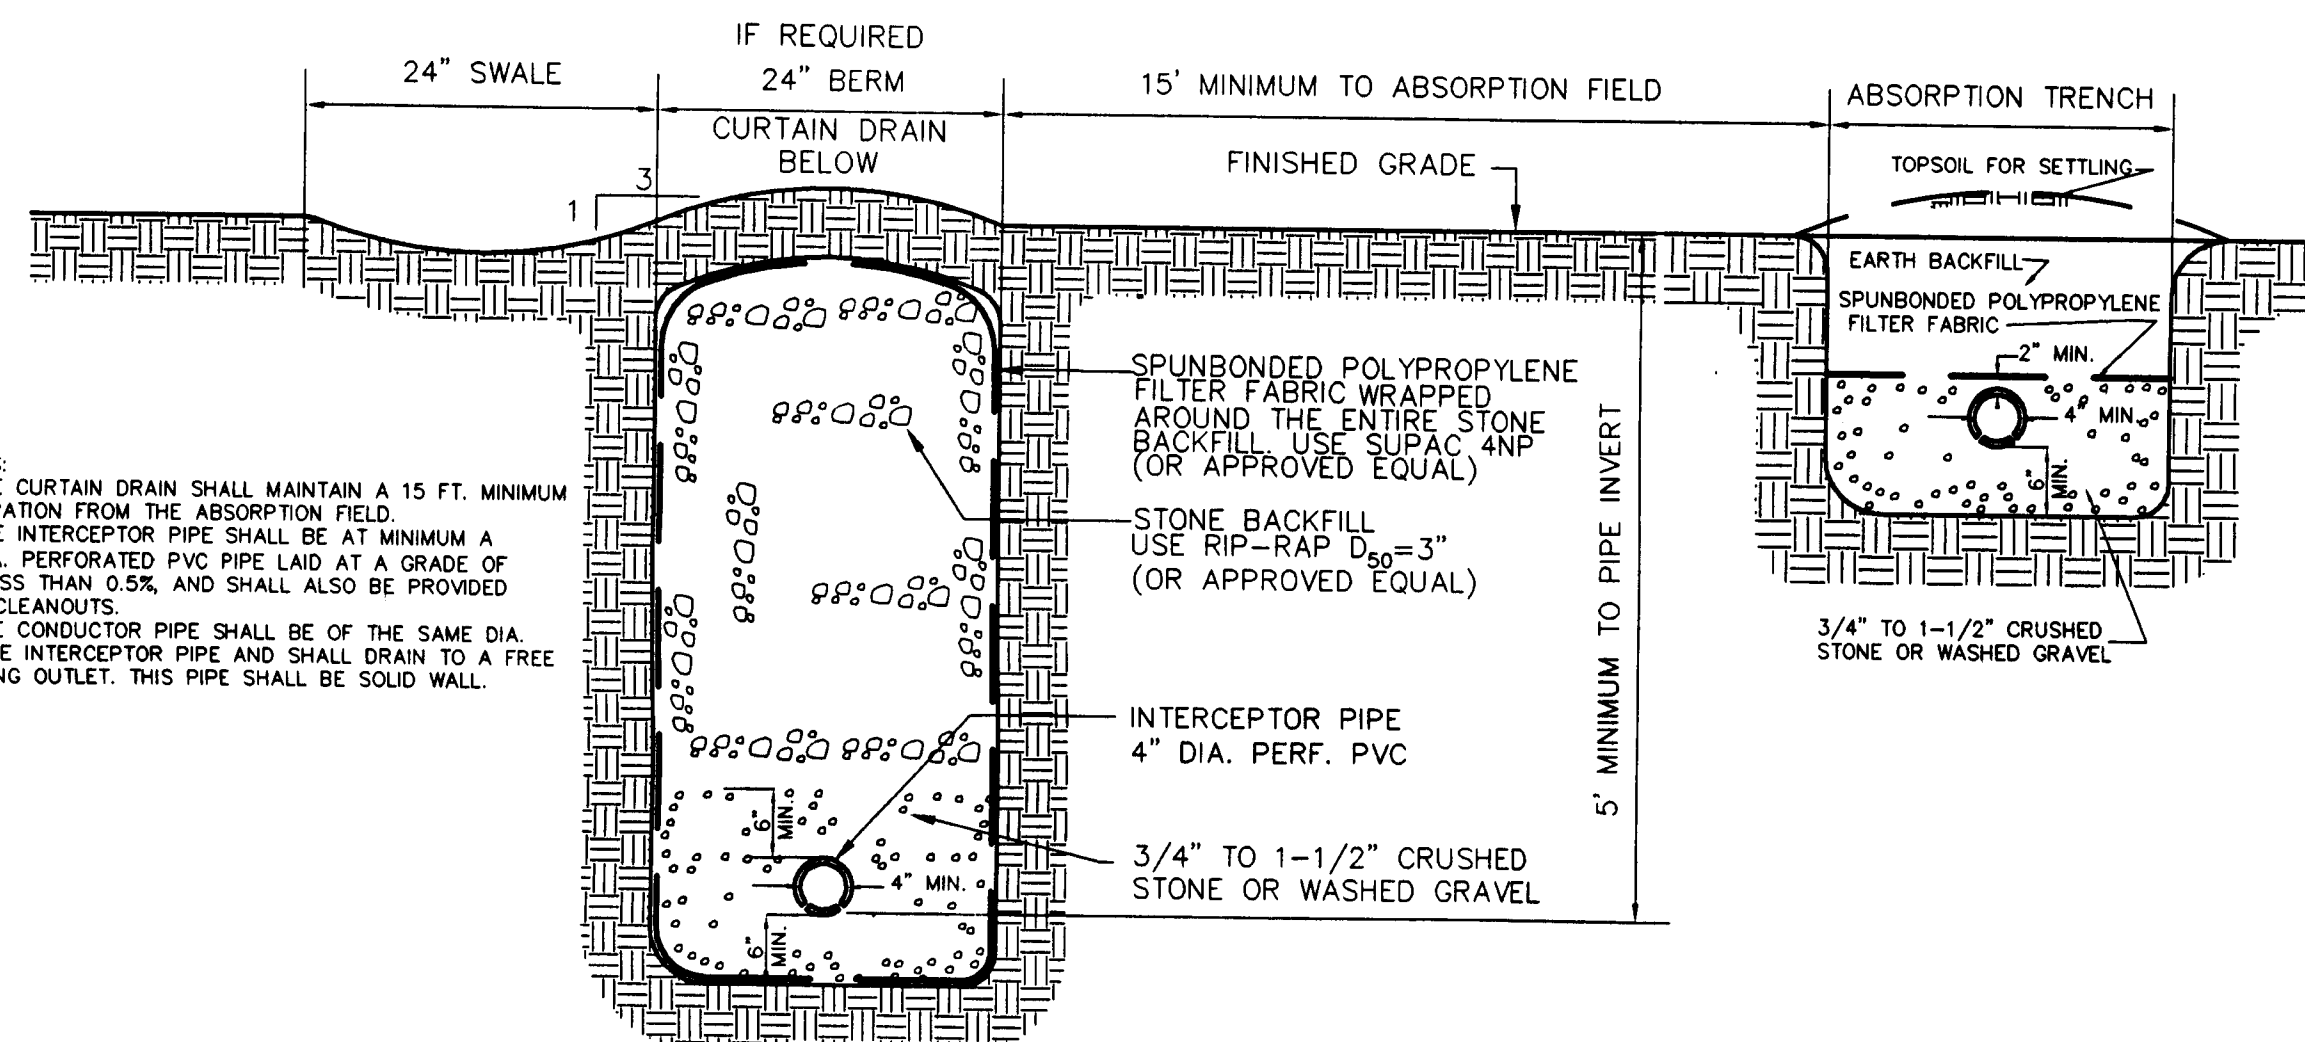 IF REQUIRED
24" SWALE
24" BERM
15' MINIMUM TO ABSORPTION FIELD
ABSORPTION TRENCH
CURTAIN DRAIN
BELOW
FINISHED GRADE
TOPSOIL FOR SETTLING
3
1
EARTH BACKFILL
SPUNBONDED POLYPROPYLENE
FILTER FABRIC
2" MIN.
4" MIN.
6"
MIN.
3/4" TO 1-1/2" CRUSHED
STONE OR WASHED GRAVEL
SPUNBONDED POLYPROPYLENE
FILTER FABRIC WRAPPED
AROUND THE ENTIRE STONE
BACKFILL. USE SUPAC 4NP
(OR APPROVED EQUAL)
STONE BACKFILL
USE RIP-RAP D50=3"
(OR APPROVED EQUAL)
5' MINIMUM TO PIPE INVERT
CURTAIN DRAIN SHALL MAINTAIN A 15 FT. MINIMUM
FROM THE ABSORPTION FIELD.
INTERCEPTOR PIPE SHALL BE AT MINIMUM A
PERFORATED PVC PIPE LAID AT A GRADE OF
THAN 0.5%, AND SHALL ALSO BE PROVIDED
CLEANOUTS.
CONDUCTOR PIPE SHALL BE OF THE SAME DIA.
INTERCEPTOR PIPE AND SHALL DRAIN TO A FREE
OUTLET. THIS PIPE SHALL BE SOLID WALL.
INTERCEPTOR PIPE
4" DIA. PERF. PVC
6"
MIN.
4" MIN.
3/4" TO 1-1/2" CRUSHED
STONE OR WASHED GRAVEL
6"
MIN.